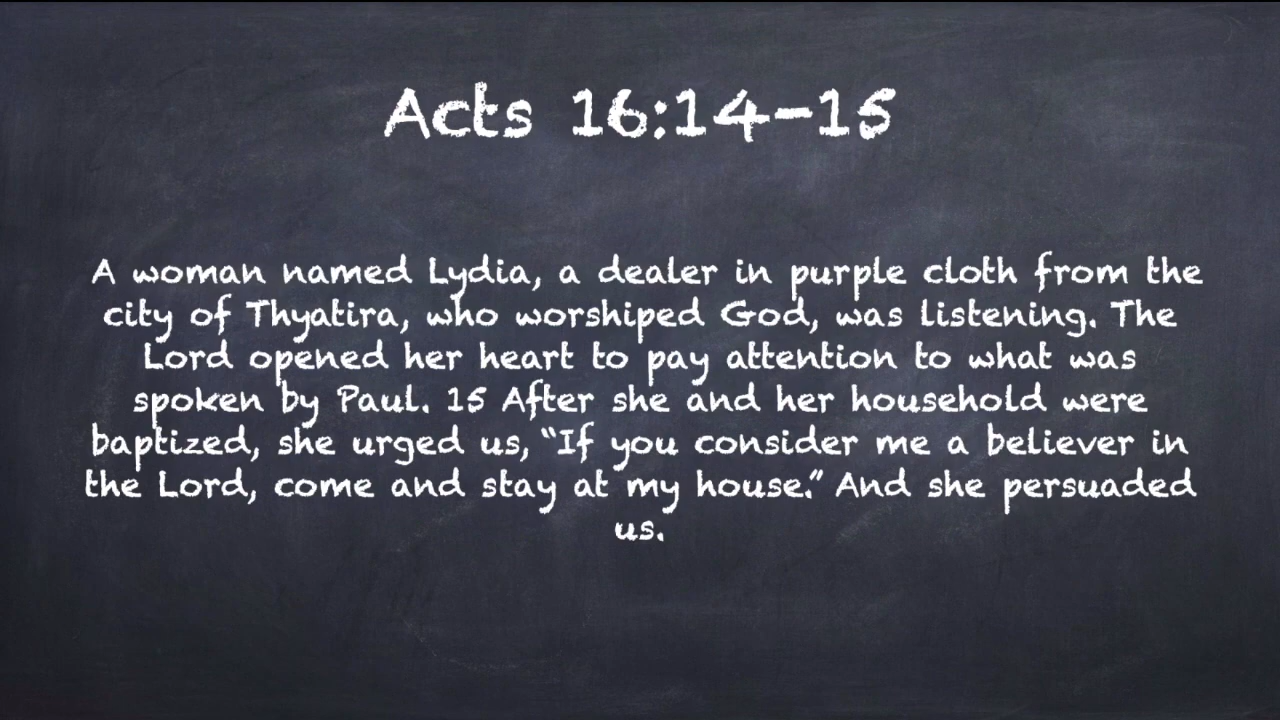 Acts 16:14-15
A woman named Lydia, a dealer in purple cloth from the
city of Thyatira, who worshiped God, was listening. The
Lord opened her heart to pay attention to what was
spoken by Paul. 15 After she and her household were
baptized, she urged us, “If you consider me a believer in
the Lord, come and stay at my house.” And she persuaded
us.